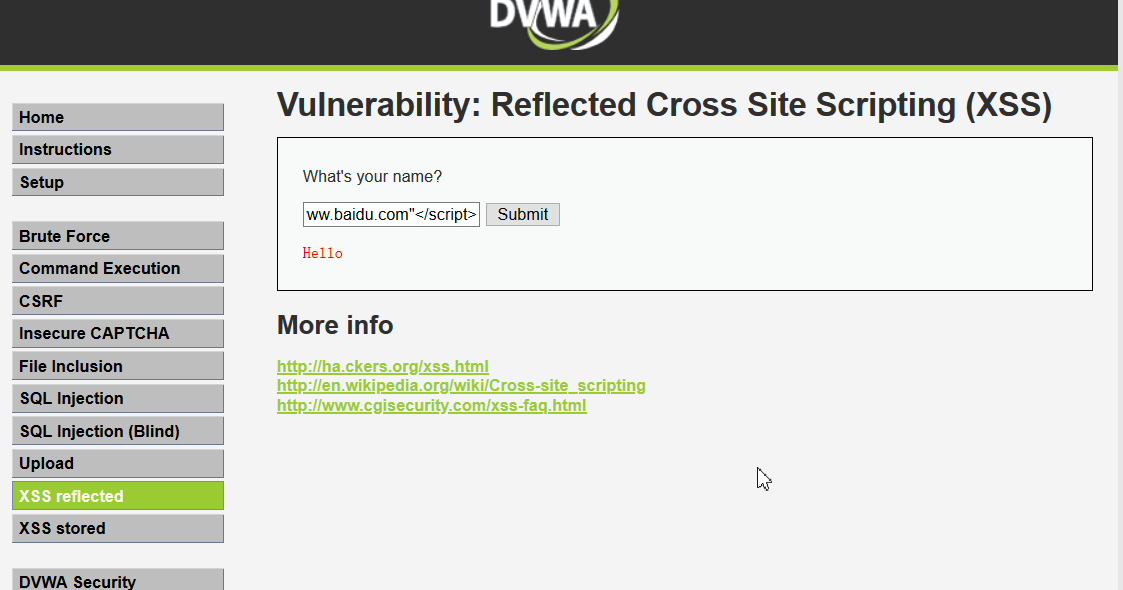 DVWA
Home
Instructions
Setup
Brute Force
Command Execution
CSRF
Insecure CAPTCHA
File Inclusion
SQL Injection
SQL Injection (Blind)
Upload
XSS reflected
XSS stored
DVWA Security
Vulnerability: Reflected Cross Site Scripting (XSS)
What's your name?
ww.baidu.com"</script> Submit
Hello
More info
http://ha.ckers.org/xss.html
http://en.wikipedia.org/wiki/Cross-site_scripting
http://www.cgisecurity.com/xss-faq.html